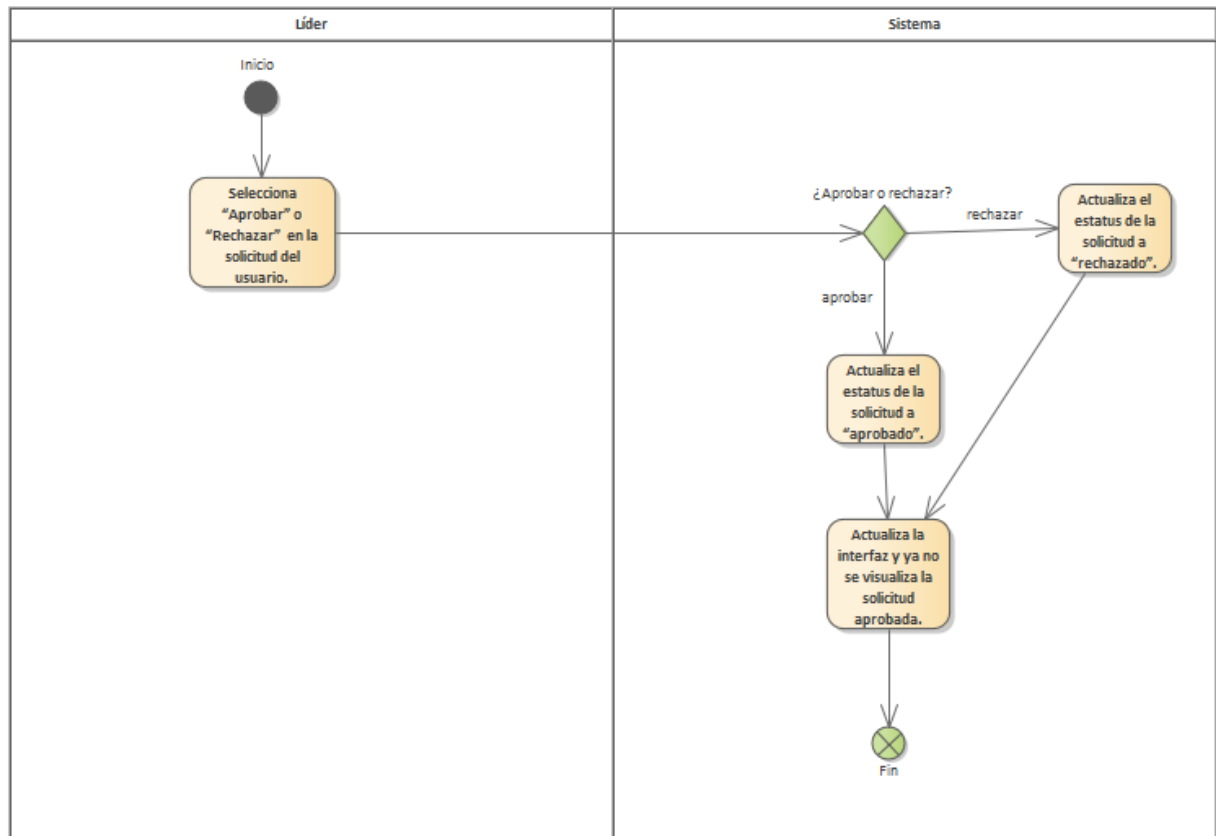 Líder
Sistema
Inicio
Selecciona
“Aprobar” o
“Rechazar” en la
solicitud del
usuario.
¿Aprobar o rechazar?
rechazar
Actualiza el
estatus de la
solicitud a
“rechazado”.
aprobar
Actualiza el
estatus de la
solicitud a
“aprobado”.
Actualiza la
interfaz y ya no
se visualiza la
solicitud
aprobada.
Fin